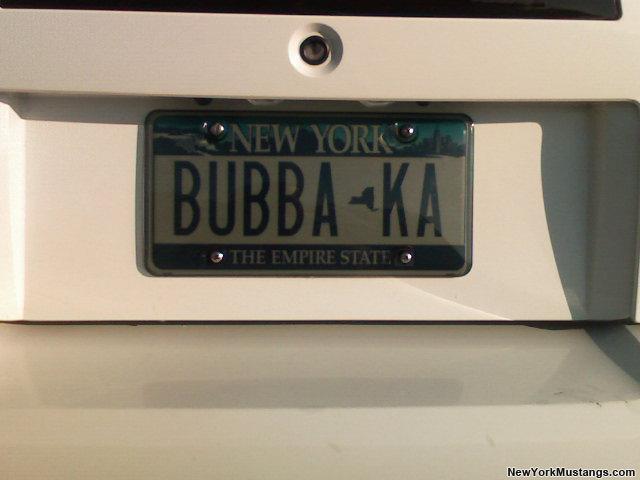 NEW YORK
BUBBA KA
THE EMPIRE STATE
NewYorkMustangs.com